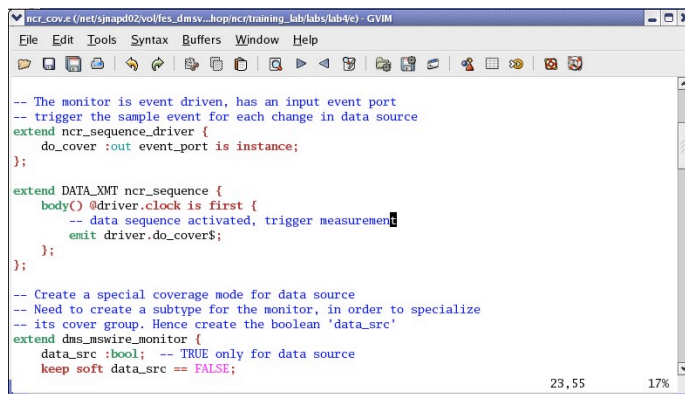 ncr_cov.e (/net/sjnapd02/vol/fes_dmsv...hop/ncr/training_lab/labs/lab4/e) - GVIM
File Edit Tools Syntax Buffers Window Help
-- The monitor is event driven, has an input event port
-- trigger the sample event for each change in data source
extend ncr_sequence_driver {
    do_cover :out event_port is instance;
};
extend DATA_XMT ncr_sequence {
    body() @driver.clock is first {
        -- data sequence activated, trigger measurement
        emit driver.do_cover$;
    };
};
-- Create a special coverage mode for data source
-- Need to create a subtype for the monitor, in order to specialize
-- its cover group. Hence create the boolean 'data_src'
extend dms_mswire_monitor {
    data_src :bool;  -- TRUE only for data source
    keep soft data_src == FALSE;
23,55 17%